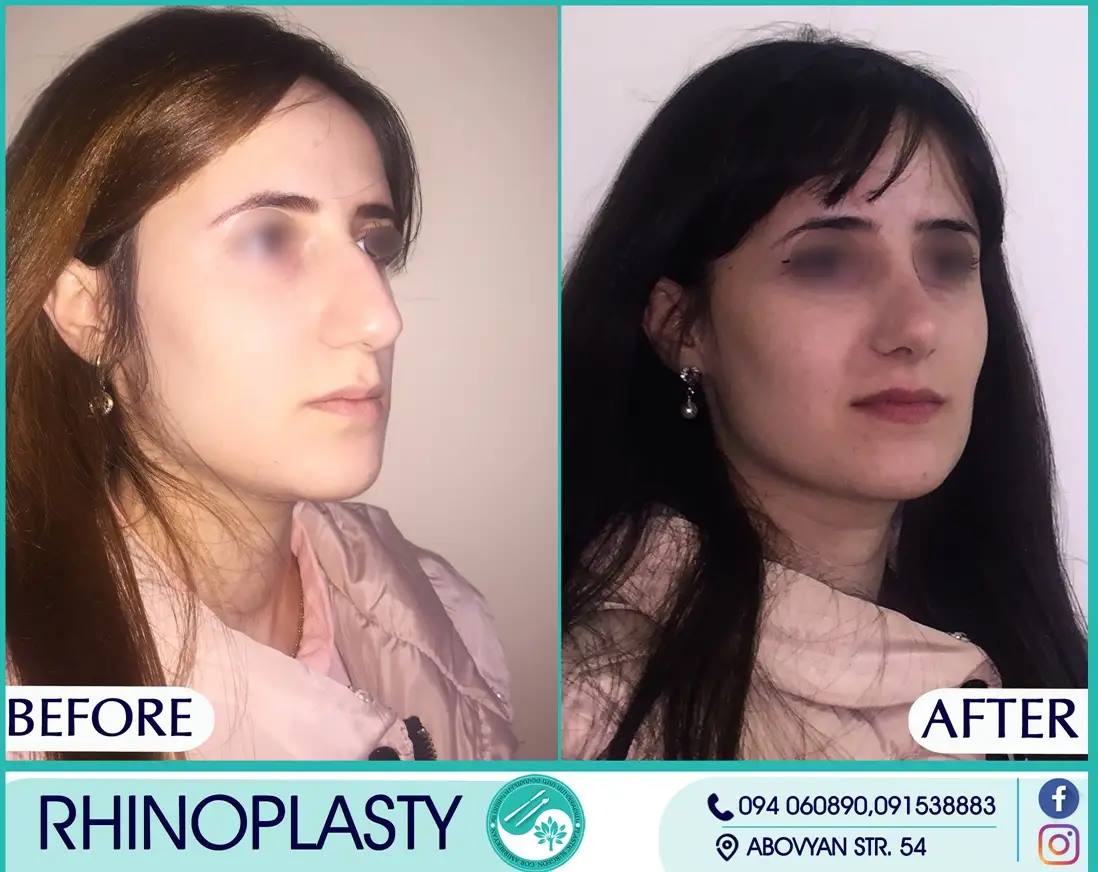 BEFORE
AFTER
RHINOPLASTY
094 060890,091538883
ABOVYAN STR. 54